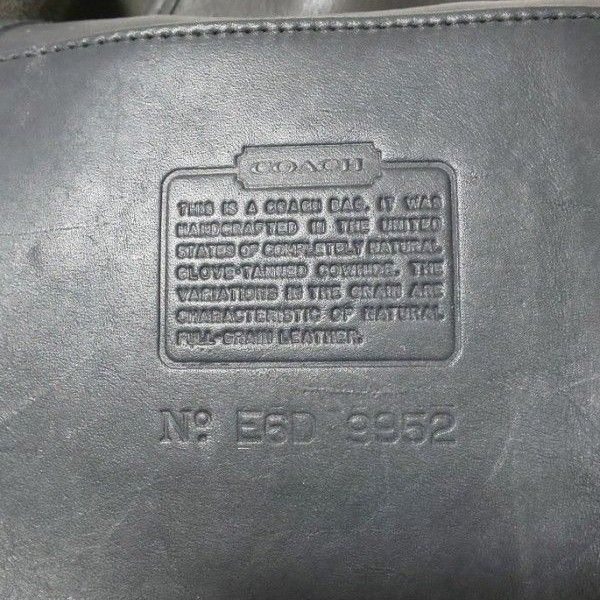 COACH
THIS IS A COACH BAG. IT WAS
HANDCRAFTED IN THE UNITED
STATES OF COMPLETELY NATURAL
GLOVE-TANNED COWHIDE. THE
VARIATIONS IN THE GRAIN ARE
CHARACTERISTIC OF NATURAL
FULL-GRAIN LEATHER.
No. E6D 9952